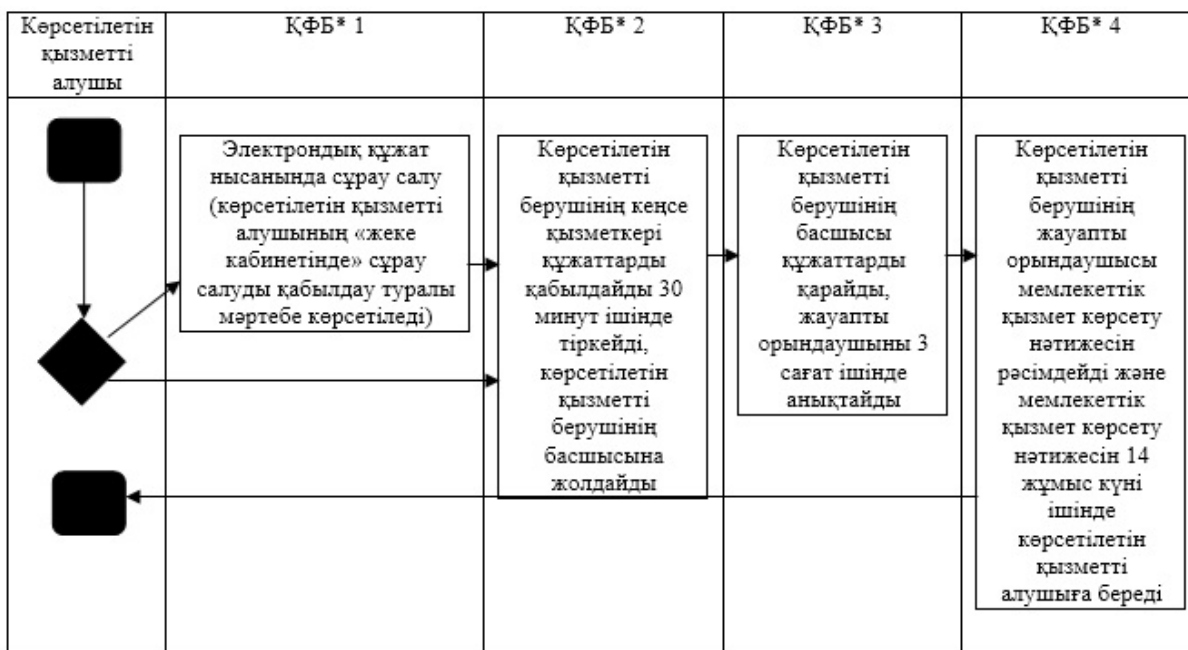 Көрсетілетін
қызметті
алушы
ҚФБ* 1
ҚФБ* 2
ҚФБ* 3
ҚФБ* 4
Электрондық құжат
нысанында сұрау салу
(көрсетілетін қызметті
алушының «жеке
кабинетінде» сұрау
салуды қабылдау туралы
мәртебе көрсетіледі)
Көрсетілетін
қызметті
берушінің кеңсе
қызметкері
құжаттарды
қабылдайды 30
минут ішінде
тіркейді,
көрсетілетін
қызметті
берушінің
басшысына
жолдайды
Көрсетілетін
қызметті
берушінің
басшысы
құжаттарды
қарайды,
жауапты
орындаушыны 3
сағат ішінде
анықтайды
Көрсетілетін
қызметті
берушінің
жауапты
орындаушысы
мемлекеттік
қызмет көрсету
нәтижесін
рәсімдейді және
мемлекеттік
қызмет көрсету
нәтижесін 14
жұмыс күні
ішінде
көрсетілетін
қызметті
алушыға береді